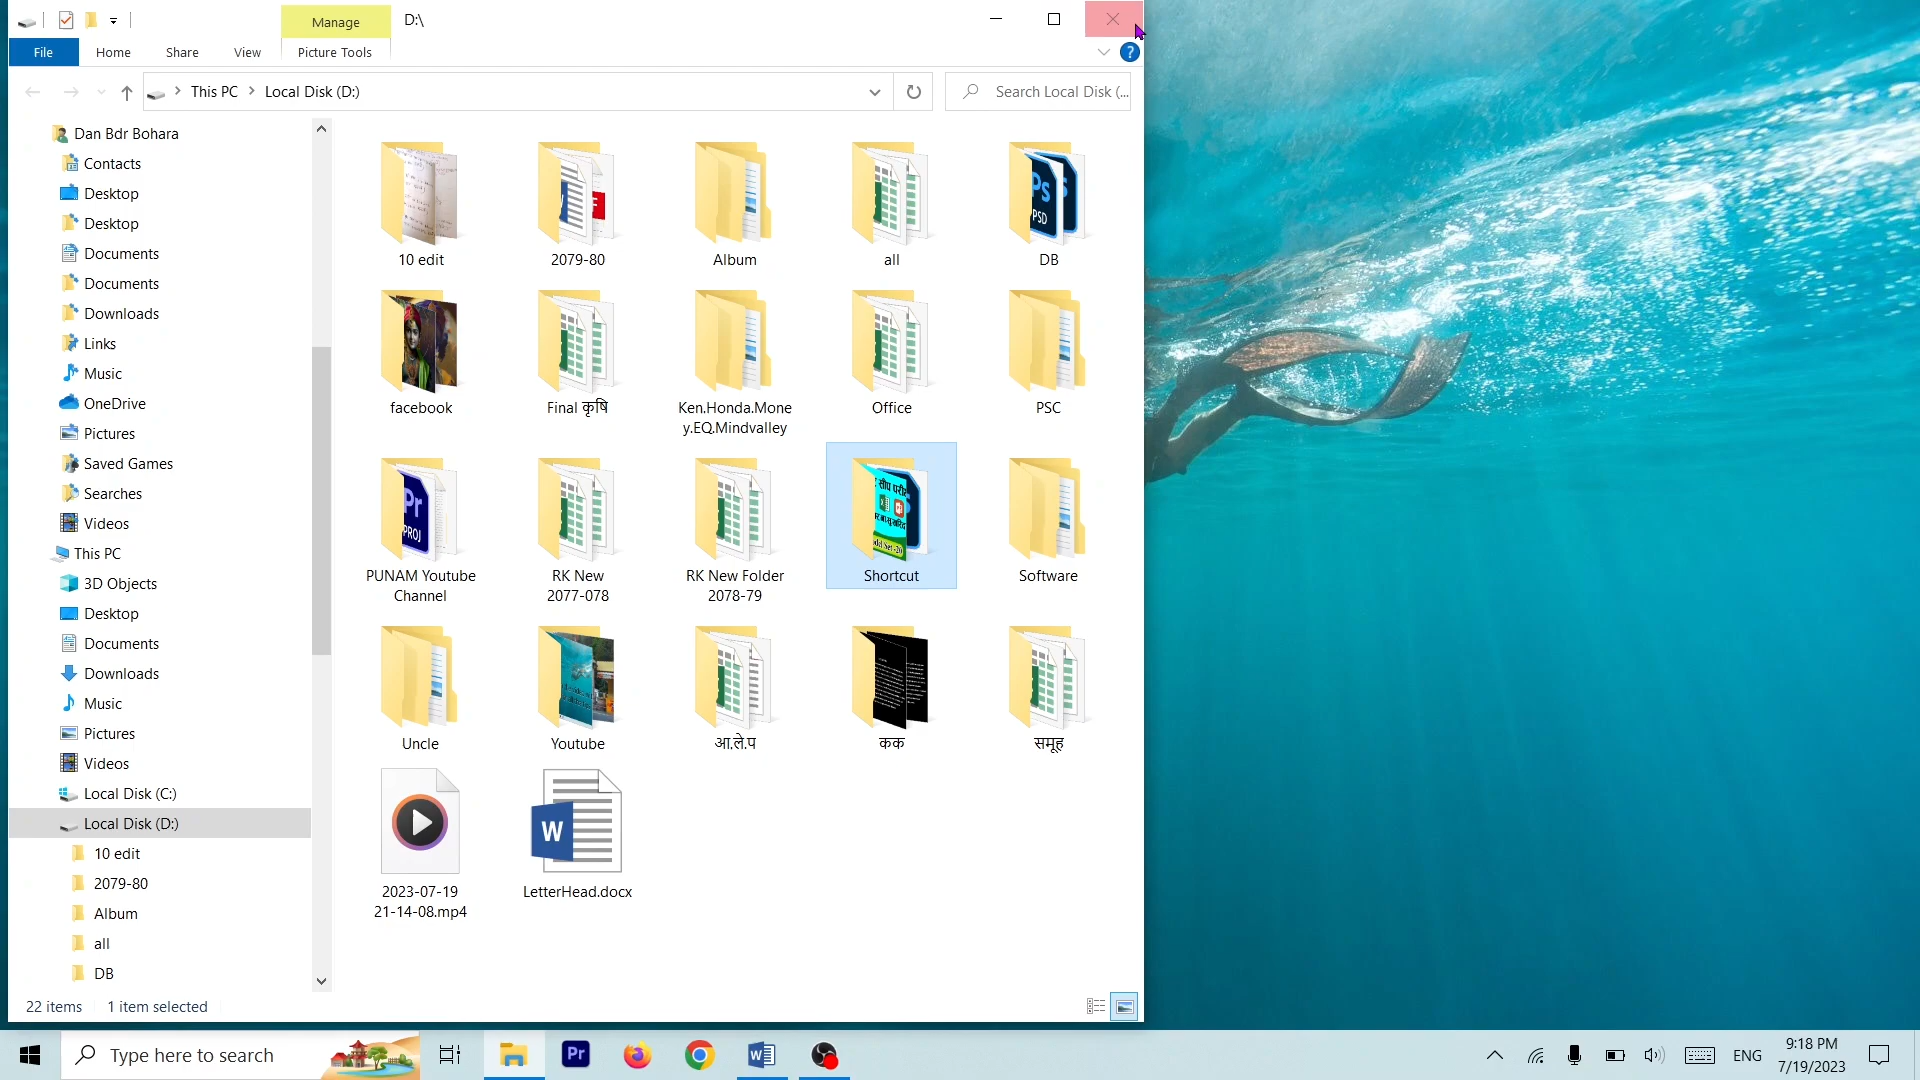 Manage
D:\
File
Home
Share
View
Picture Tools
This PC
Local Disk (D:)
Search Local Disk (...
Dan Bdr Bohara
Contacts
Desktop
Desktop
Documents
Documents
Downloads
Links
Music
OneDrive
Pictures
Saved Games
Searches
Videos
This PC
3D Objects
Desktop
Documents
Downloads
Music
Pictures
Videos
Local Disk (C:)
Local Disk (D:)
10 edit
2079-80
Album
all
DB
10 edit
2079-80
Album
all
DB
facebook
Final कृषि
Ken.Honda.Mone
y.EQ.Mindvalley
Office
PSC
PUNAM Youtube
Channel
RK New
2077-078
RK New Folder
2078-79
Shortcut
Software
Uncle
Youtube
आ.ले.प
कक
समूह
2023-07-19
21-14-08.mp4
LetterHead.docx
22 items
1 item selected
Type here to search
Pr
ENG
9:18 PM
7/19/2023